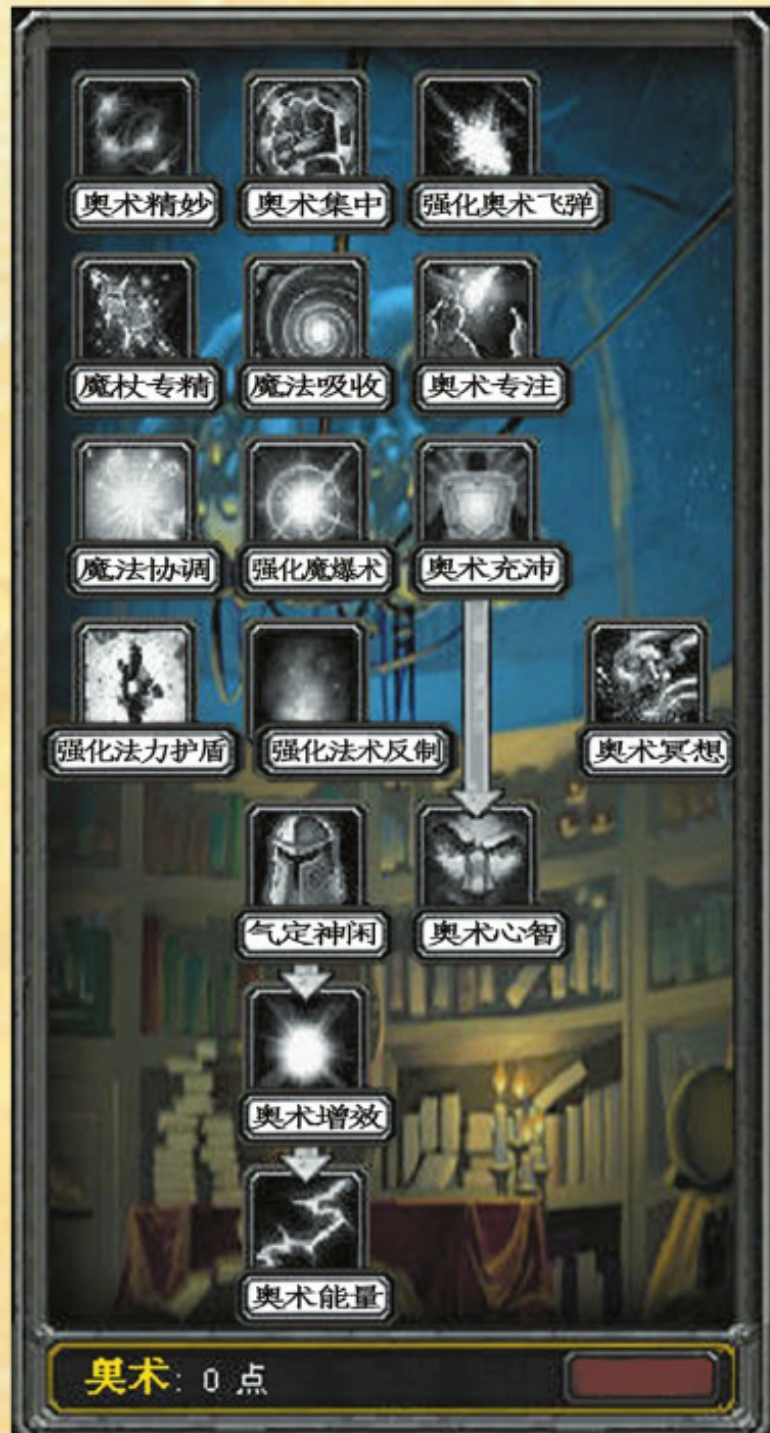 奥术精妙
奥术集中
强化奥术飞弹
魔杖专精
魔法吸收
奥术专注
魔法协调
强化魔爆术
奥术充沛
强化法力护盾
强化法术反制
奥术冥想
气定神闲
奥术心智
奥术增效
奥术能量
奥术: 0 点